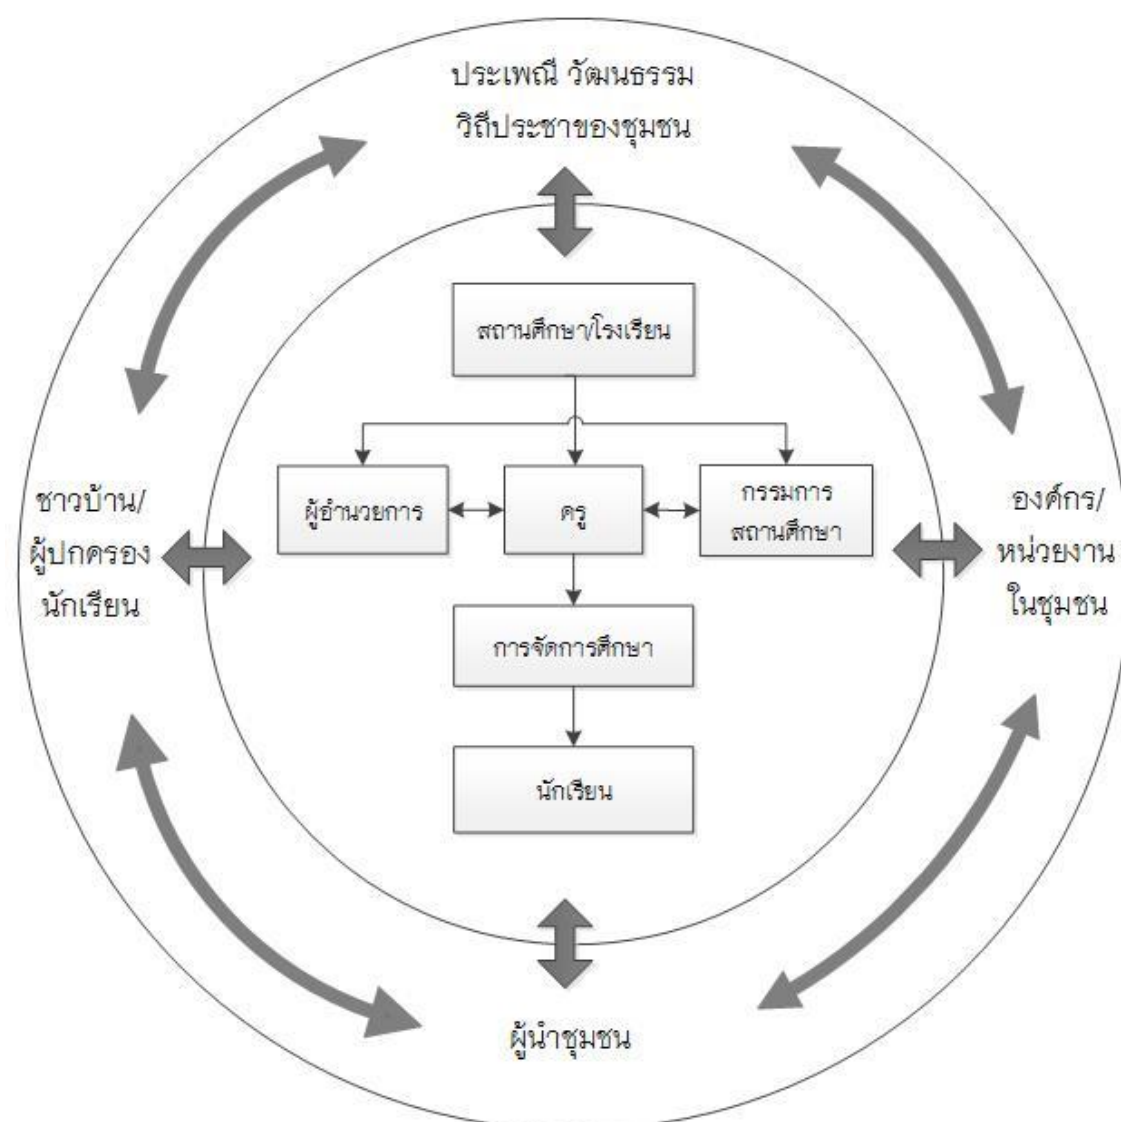 ประเพณี วัฒนธรรม
วิถีประชาของชุมชน
สถานศึกษา/โรงเรียน
ผู้อำนวยการ
ครู
กรรมการ
สถานศึกษา
ชาวบ้าน/
ผู้ปกครอง
นักเรียน
องค์กร/
หน่วยงาน
ในชุมชน
การจัดการศึกษา
นักเรียน
ผู้นำชุมชน